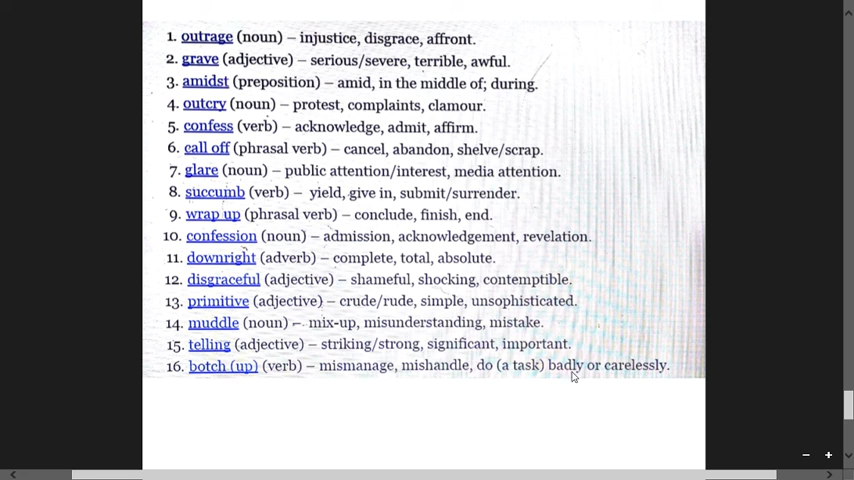 1. outrage (noun) – injustice, disgrace, affront.
2. grave (adjective) – serious/severe, terrible, awful.
3. amidst (preposition) – amid, in the middle of; during.
4. outcry (noun) – protest, complaints, clamour.
5. confess (verb) – acknowledge, admit, affirm.
6. call off (phrasal verb) – cancel, abandon, shelve/scrap.
7. glare (noun) – public attention/interest, media attention.
8. succumb (verb) – yield, give in, submit/surrender.
9. wrap up (phrasal verb) – conclude, finish, end.
10. confession (noun) – admission, acknowledgement, revelation.
11. downright (adverb) – complete, total, absolute.
12. disgraceful (adjective) – shameful, shocking, contemptible.
13. primitive (adjective) – crude/rude, simple, unsophisticated.
14. muddle (noun) – mix-up, misunderstanding, mistake.
15. telling (adjective) – striking/strong, significant, important.
16. botch (up) (verb) – mismanage, mishandle, do (a task) badly or carelessly.